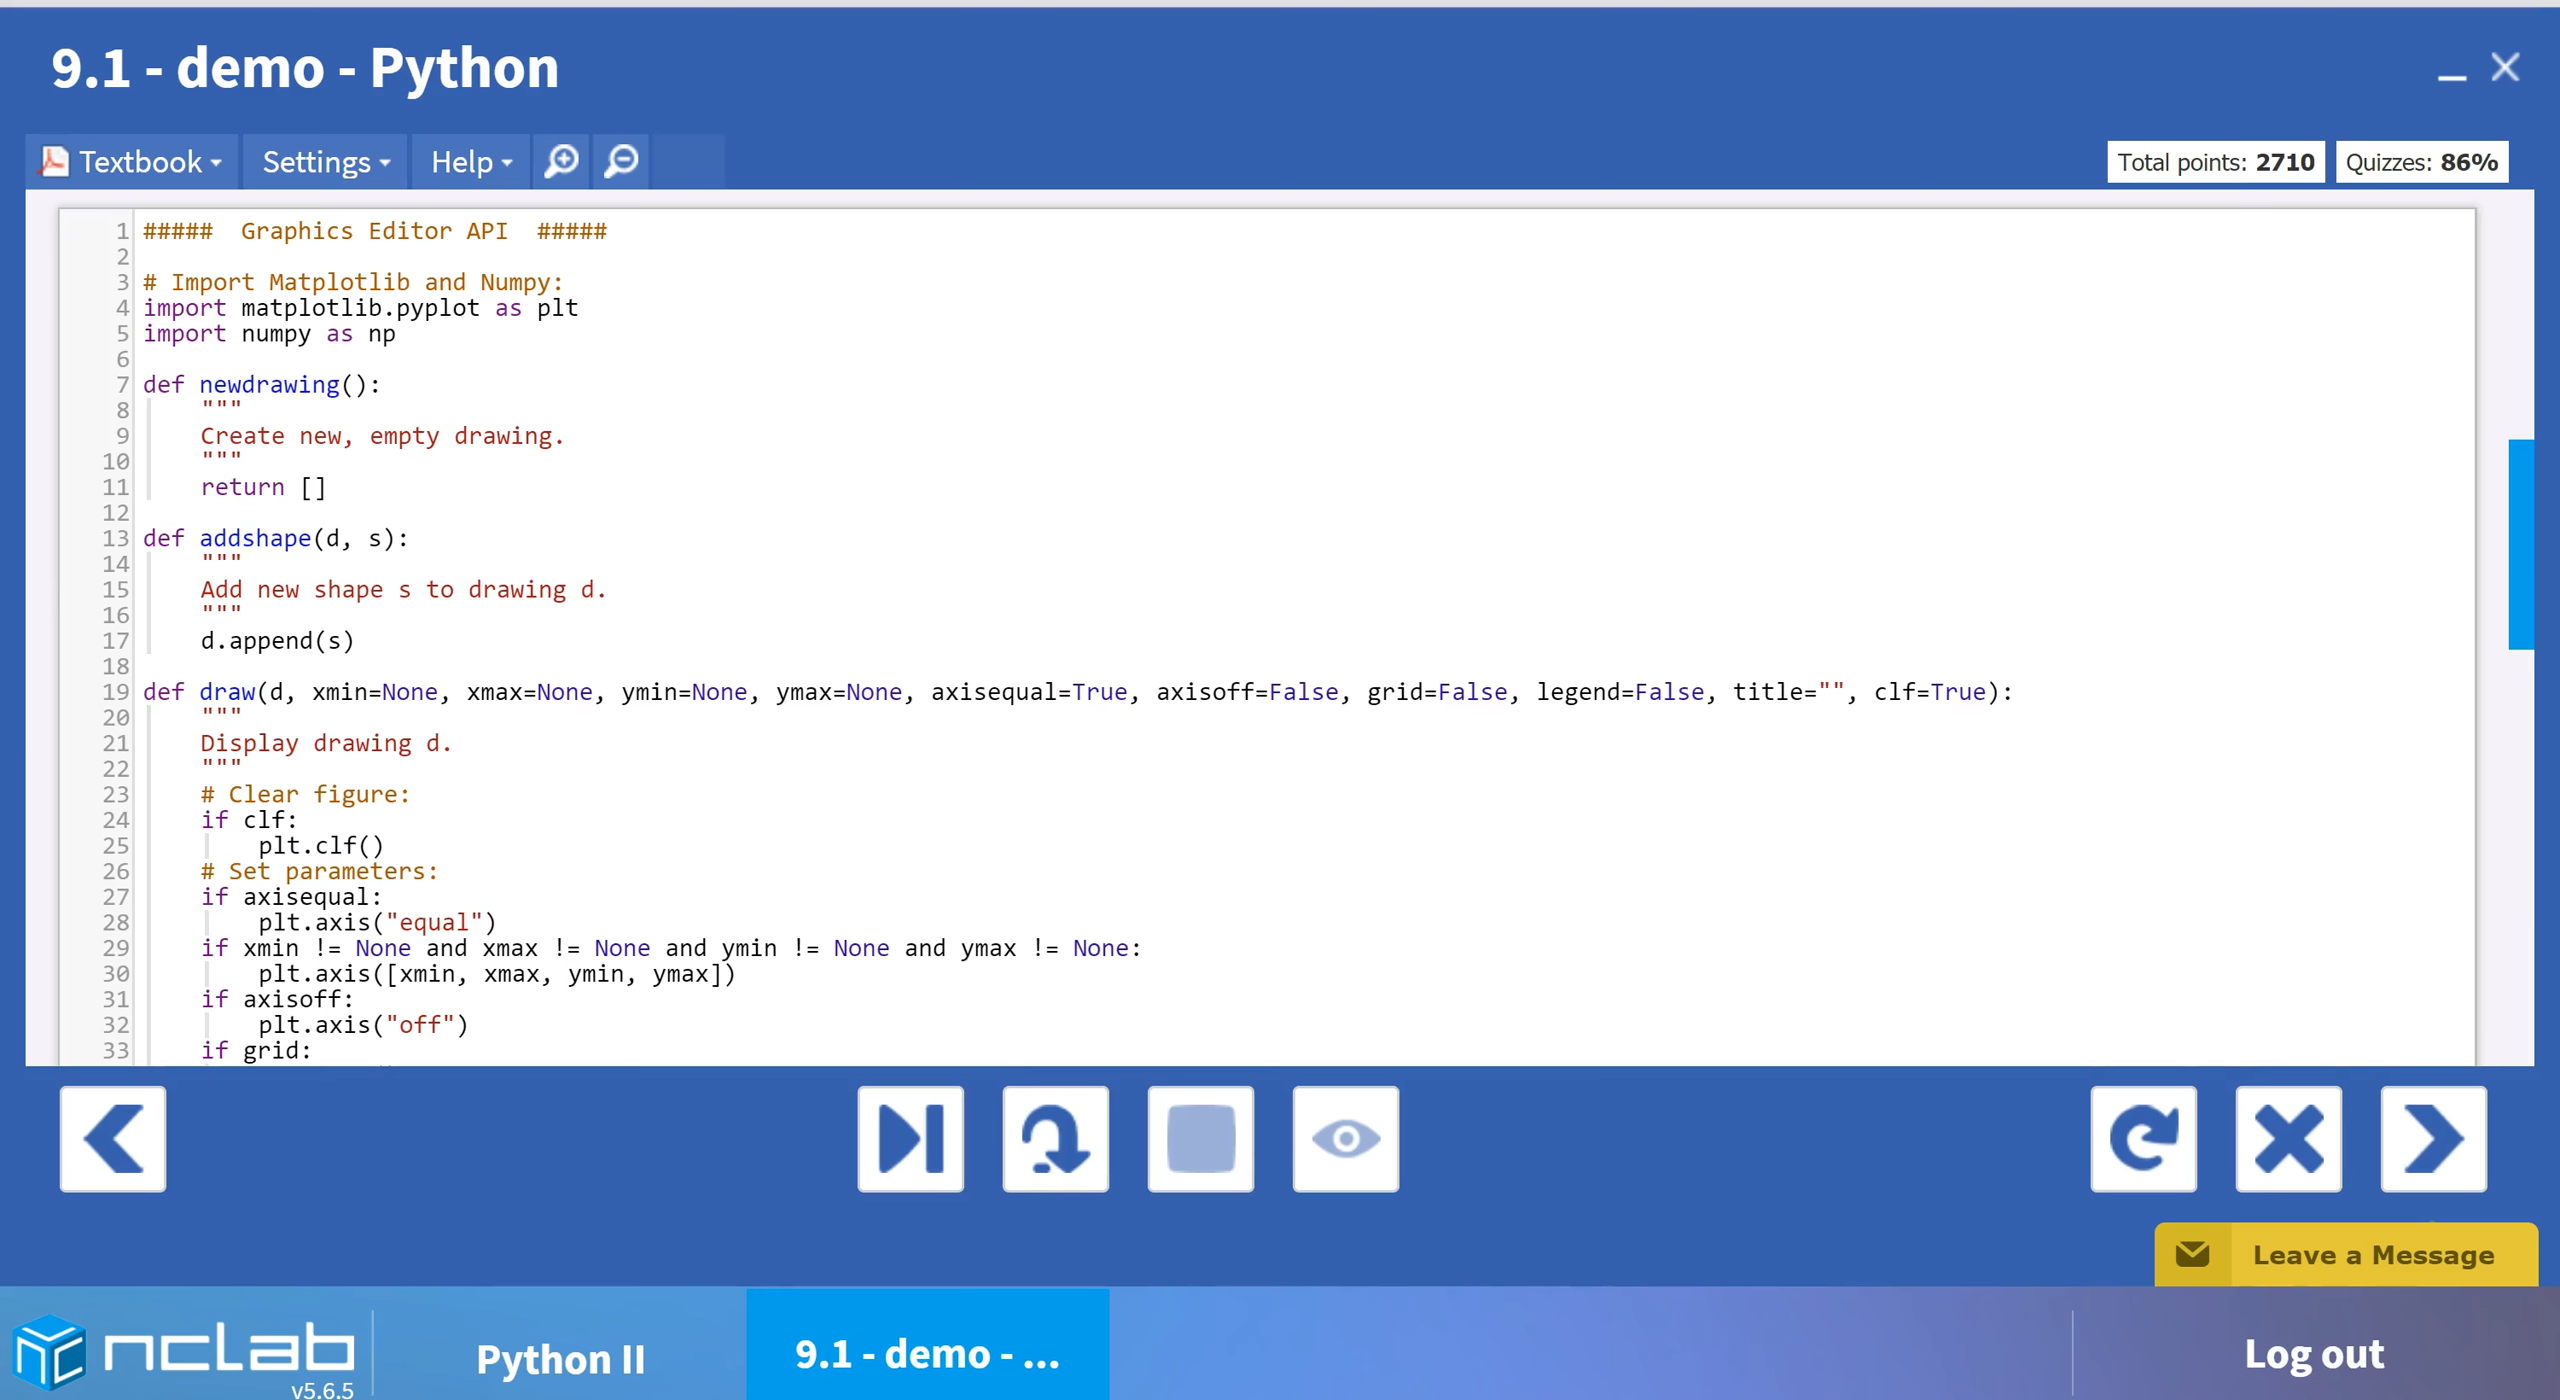 9.1 - demo - Python
Textbook Settings Help Total points: 2710 Quizzes: 86%
1 ##### Graphics Editor API #####
2
3 # Import Matplotlib and Numpy:
4 import matplotlib.pyplot as plt
5 import numpy as np
6
7 def newdrawing():
8     """
9     Create new, empty drawing.
10     """
11     return []
12
13 def addshape(d, s):
14     """
15     Add new shape s to drawing d.
16     """
17     d.append(s)
18
19 def draw(d, xmin=None, xmax=None, ymin=None, ymax=None, axisequal=True, axisoff=False, grid=False, legend=False, title="", clf=True):
20     """
21     Display drawing d.
22     """
23     # Clear figure:
24     if clf:
25         plt.clf()
26     # Set parameters:
27     if axisequal:
28         plt.axis("equal")
29     if xmin != None and xmax != None and ymin != None and ymax != None:
30         plt.axis([xmin, xmax, ymin, ymax])
31     if axisoff:
32         plt.axis("off")
33     if grid:
Leave a Message
nclab v5.6.5 Python II 9.1 - demo - ... Log out